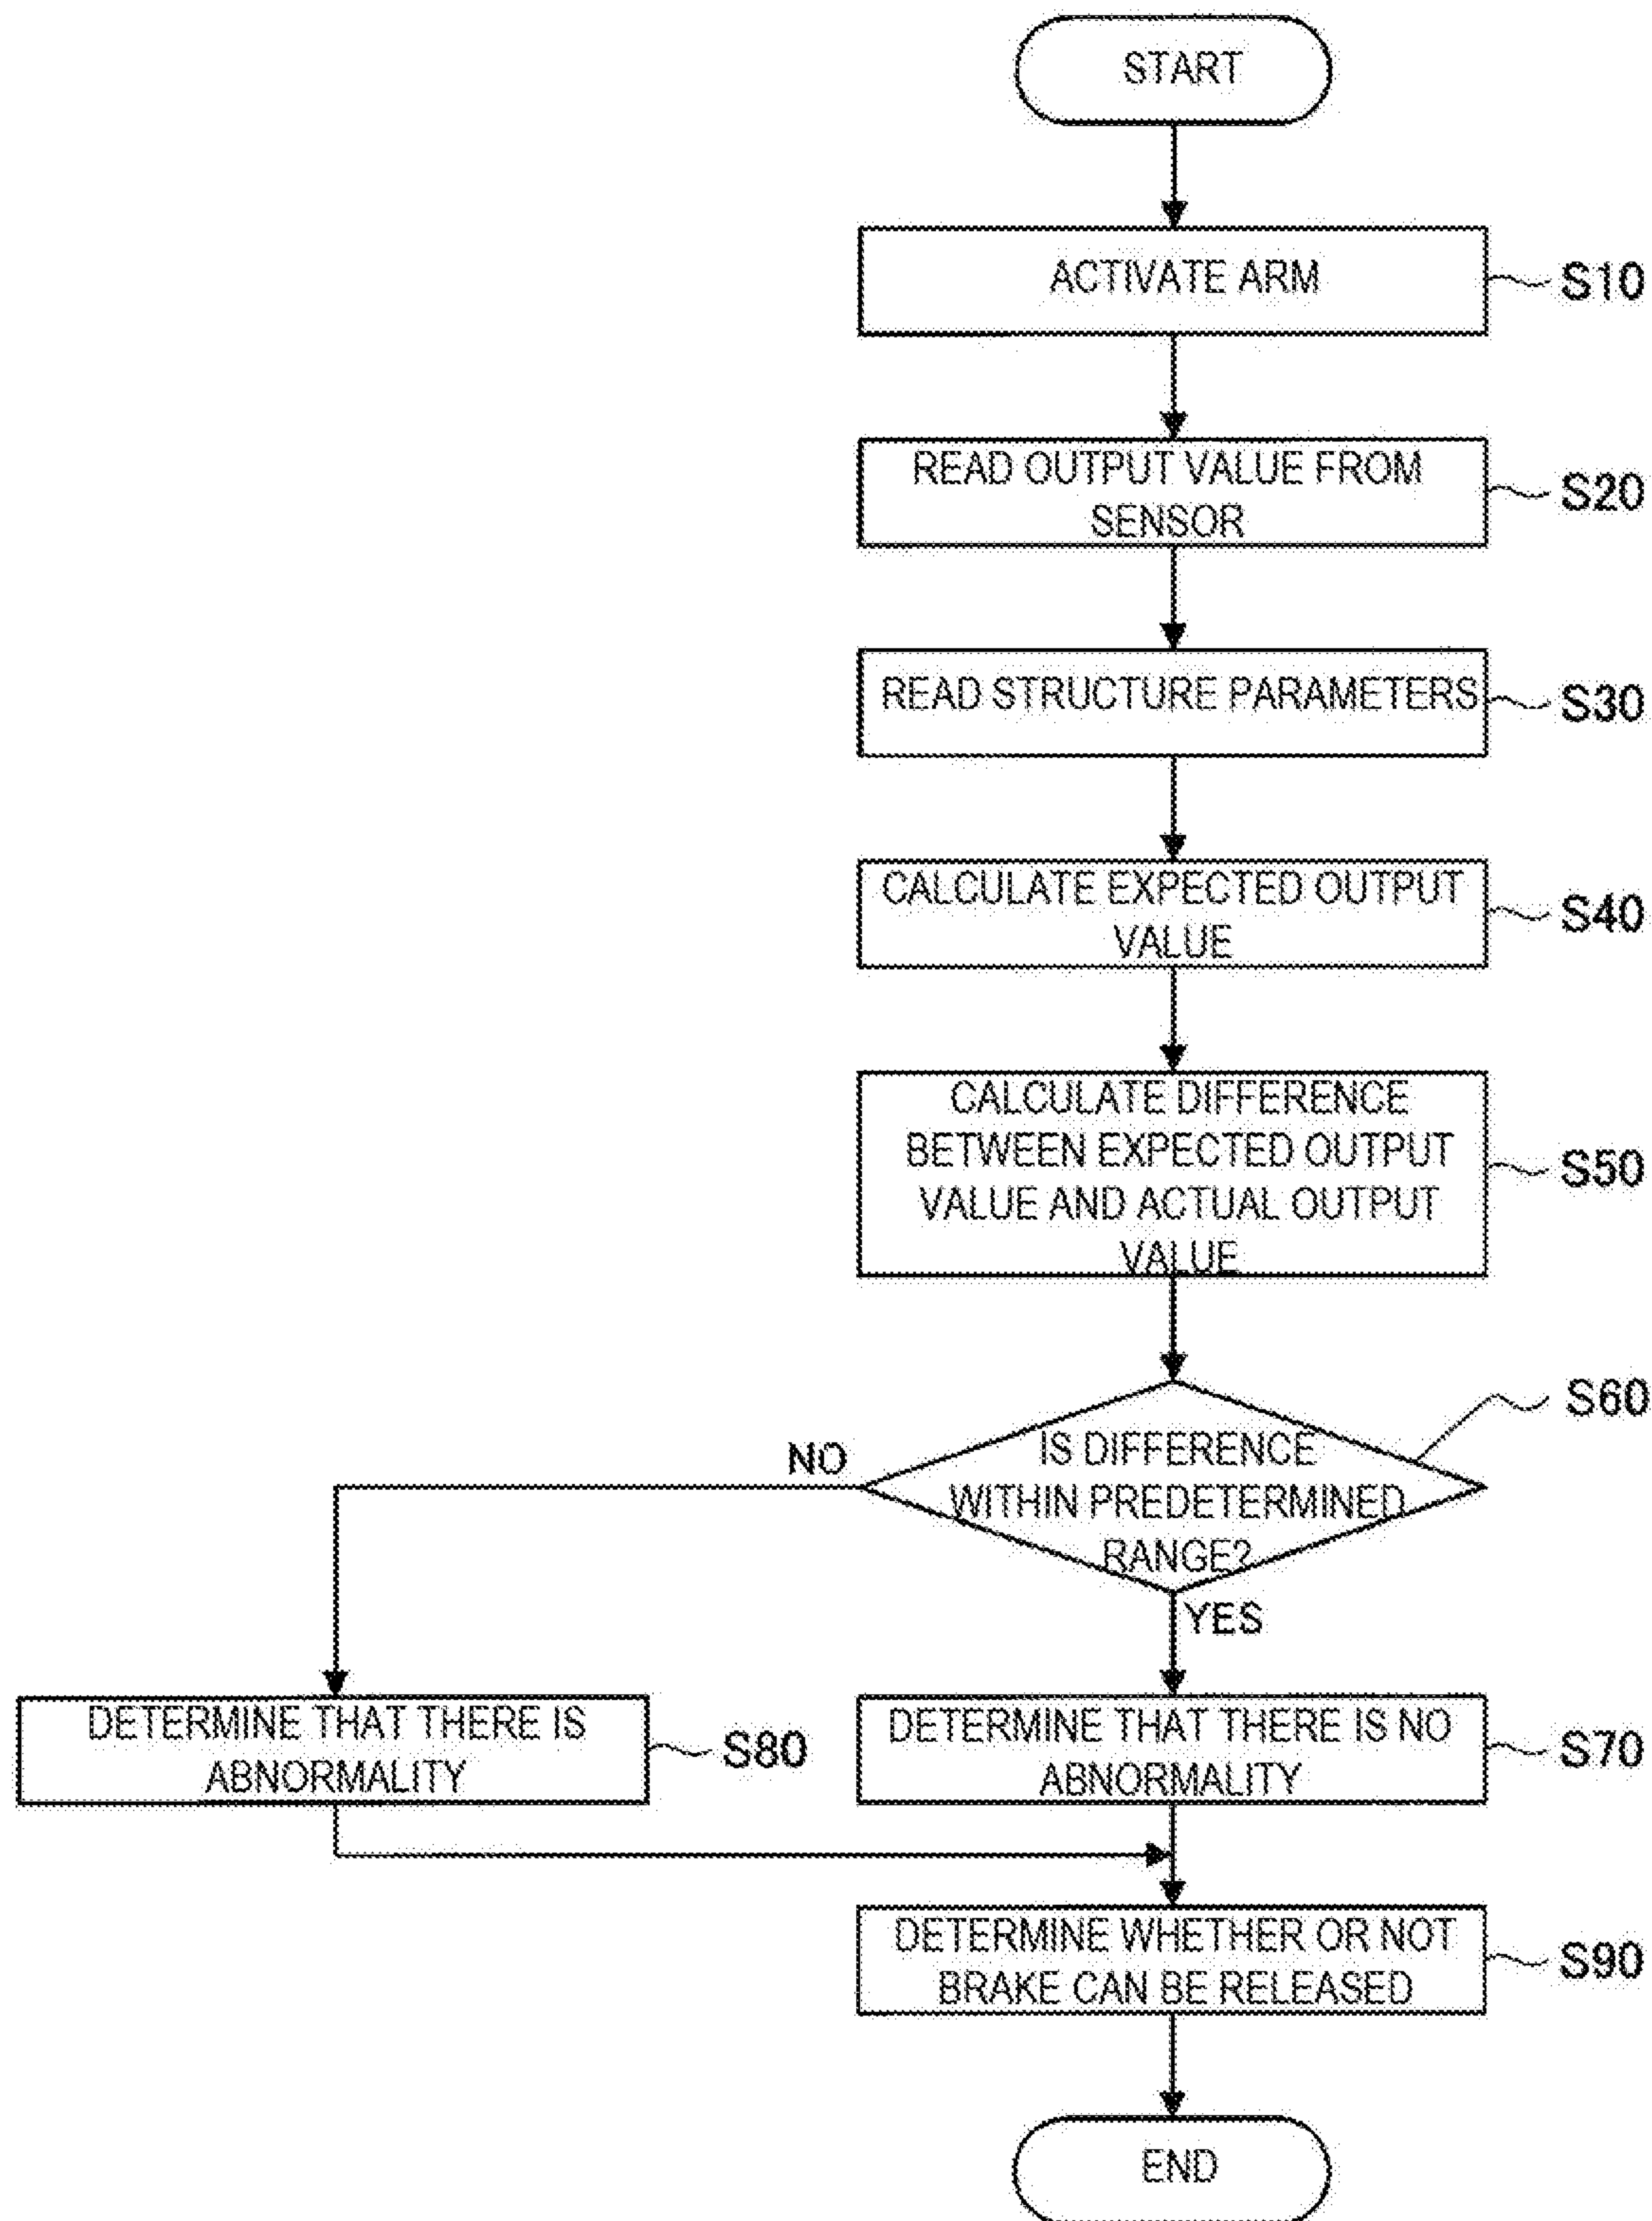 START
ACTIVATE ARM
S10
READ OUTPUT VALUE FROM
SENSOR
S20
READ STRUCTURE PARAMETERS
S30
CALCULATE EXPECTED OUTPUT
VALUE
S40
CALCULATE DIFFERENCE
BETWEEN EXPECTED OUTPUT
VALUE AND ACTUAL OUTPUT
VALUE
S50
S60
IS DIFFERENCE
WITHIN PREDETERMINED
RANGE?
NO
YES
DETERMINE THAT THERE IS
ABNORMALITY
S80
DETERMINE THAT THERE IS NO
ABNORMALITY
S70
DETERMINE WHETHER OR NOT
BRAKE CAN BE RELEASED
S90
END